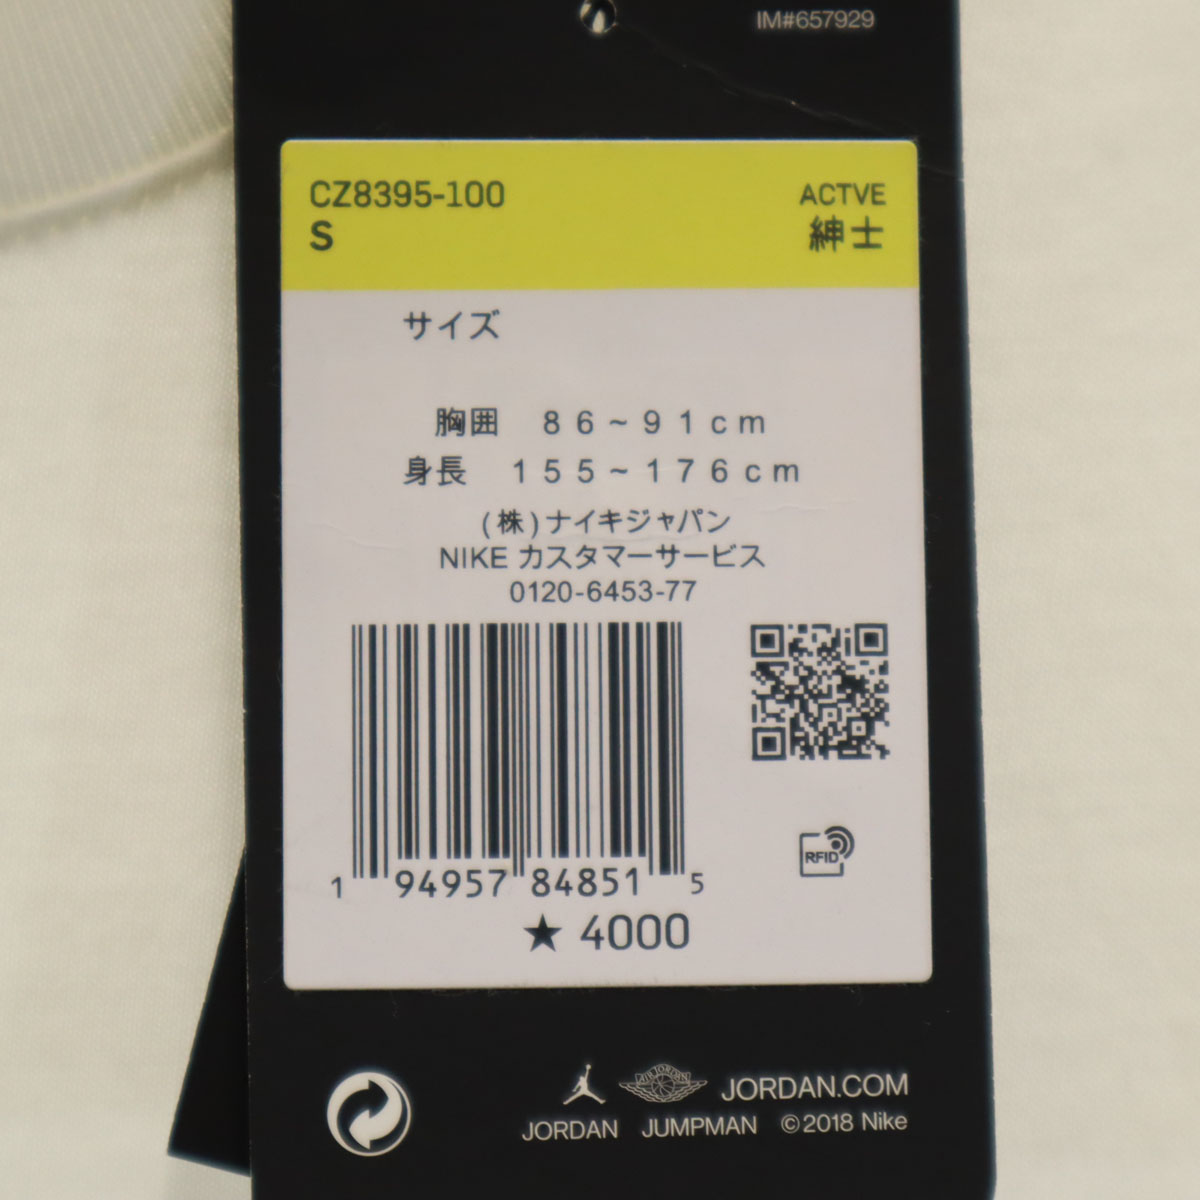 IM#657929
CZ8395-100
S
ACTVE
紳士
サイズ
胸囲 86~91cm
身長 155~176cm
(株)ナイキジャパン
NIKE カスタマーサービス
0120-6453-77
RFID
1 94957 84851 5
★ 4000
AIR JORDAN
JORDAN.COM
JORDAN JUMPMAN ©2018 Nike